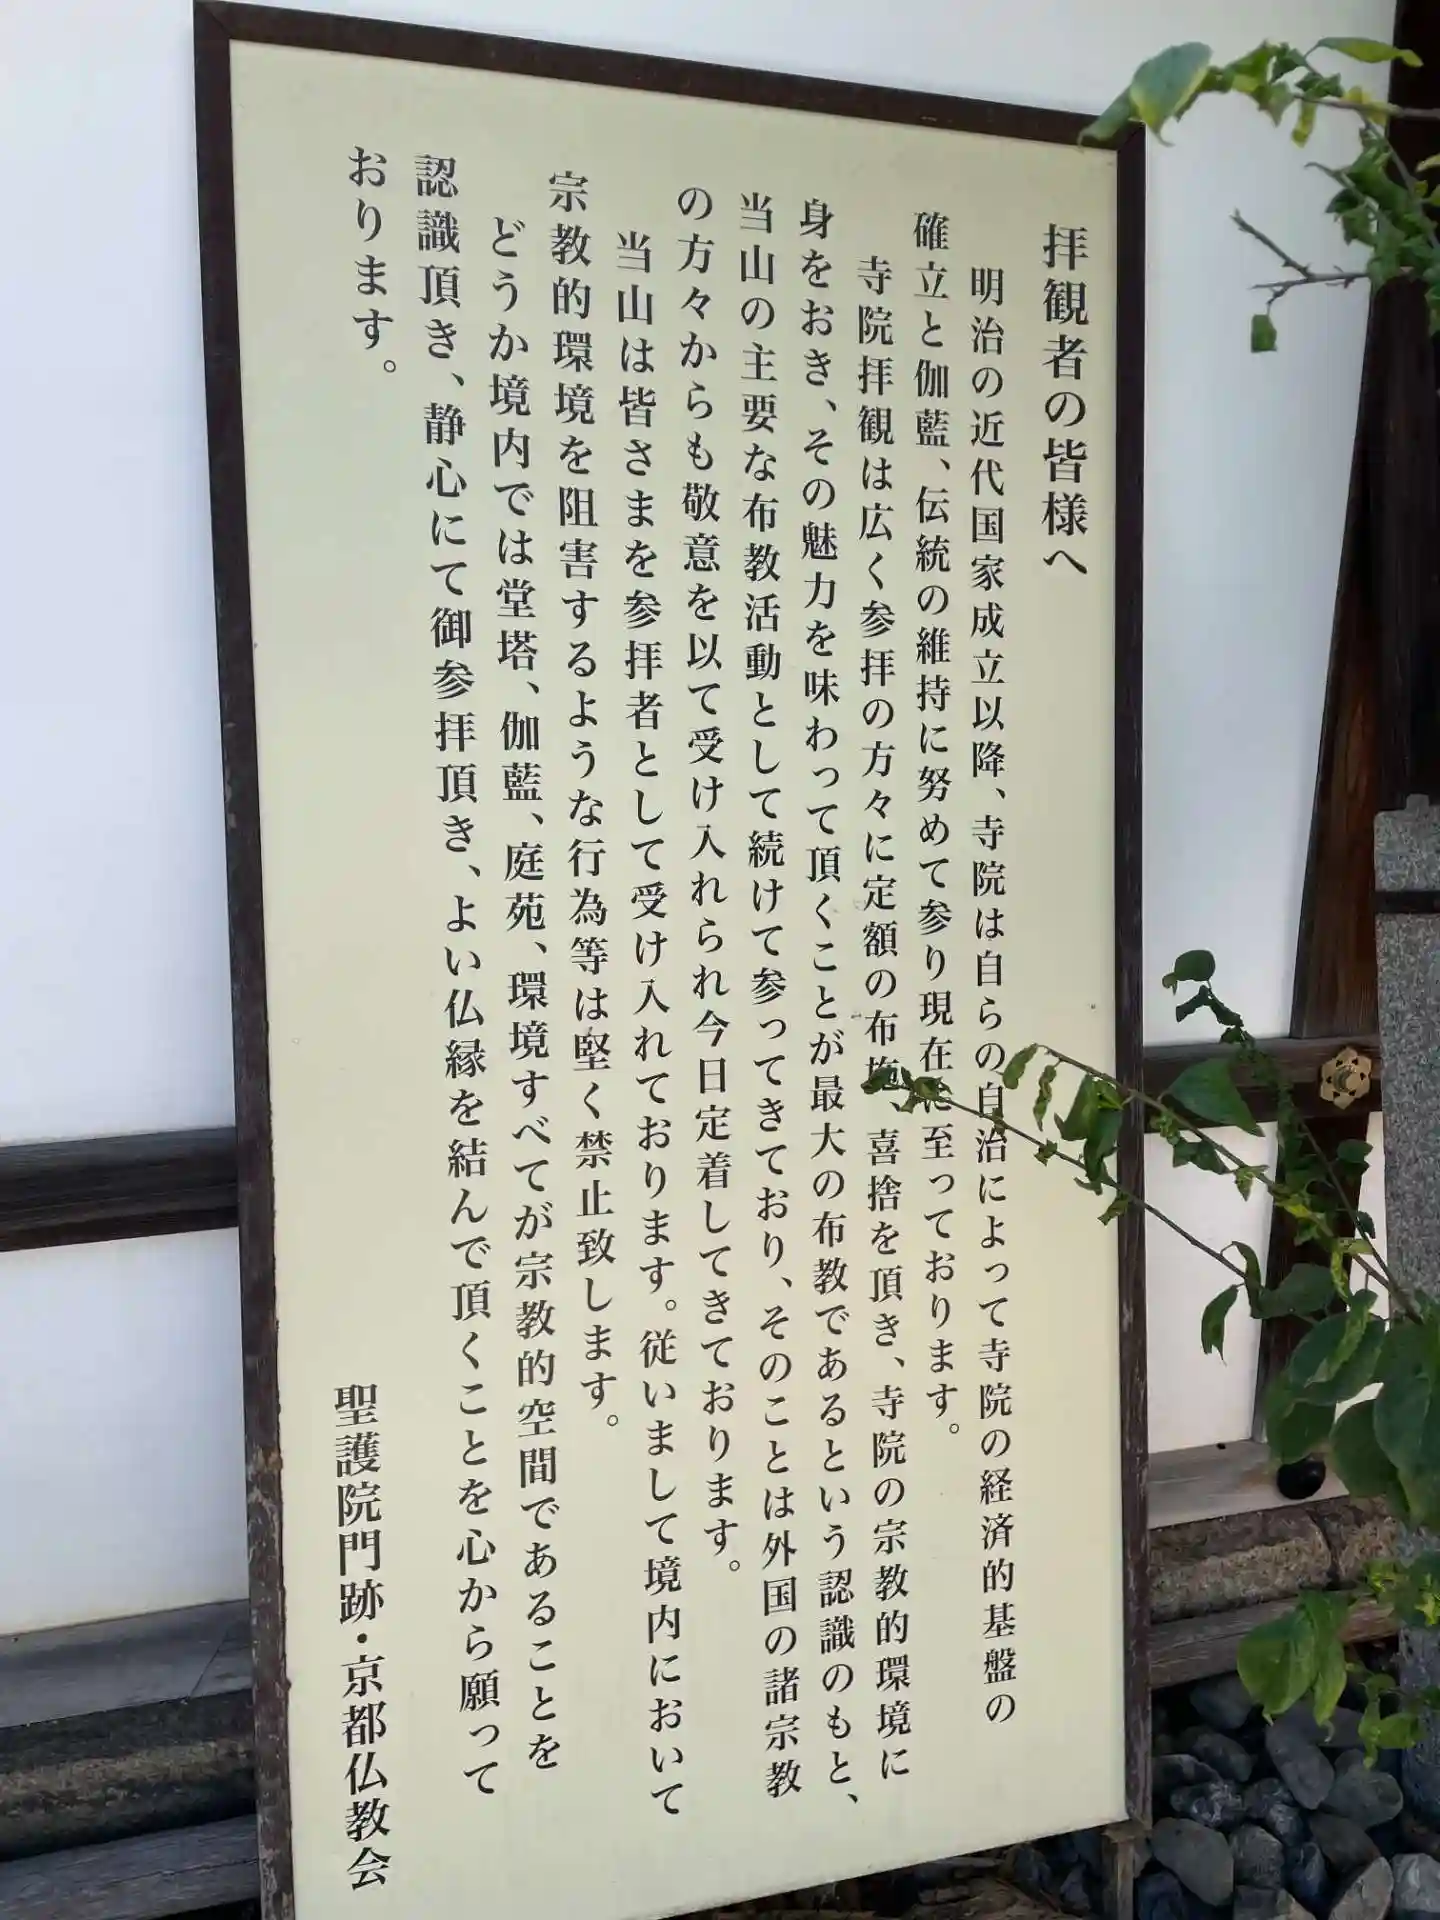 拝観者の皆様へ
明治の近代国家成立以降、寺院は自らの自治によって寺院の経済的基盤の
確立と伽藍、伝統の維持に努めて参り現在に至っております。
寺院拝観は広く参拝の方々に定額の布施、喜捨を頂き、寺院の宗教的環境に
身をおき、その魅力を味わって頂くことが最大の布教であるという認識のもと、
当山の主要な布教活動として続けて参ってきており、そのことは外国の諸宗教
の方々からも敬意を以て受け入れられ今日定着してきております。
当山は皆さまを参拝者として受け入れております。従いまして境内において
宗教的環境を阻害するような行為等は堅く禁止致します。
どうか境内では堂塔、伽藍、庭苑、環境すべてが宗教的空間であることを
認識頂き、静心にて御参拝頂き、よい仏縁を結んで頂くことを心から願って
おります。
聖護院門跡・京都仏教会